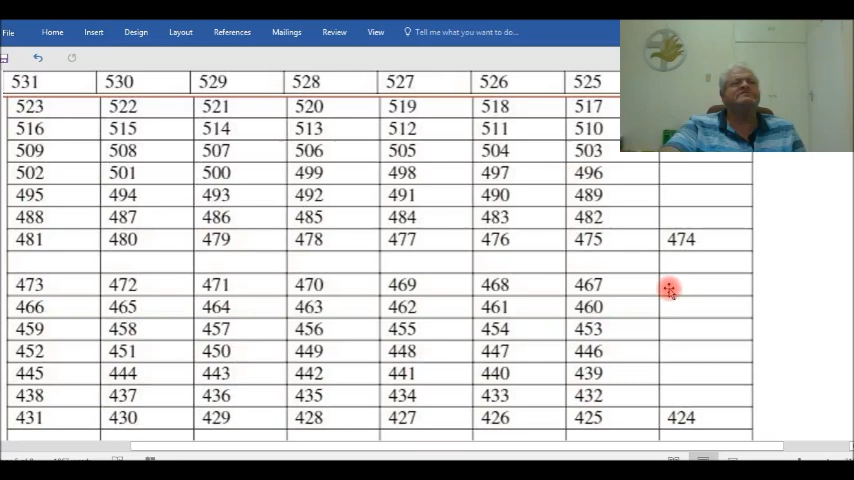 File Home Insert Design Layout References Mailings Review View Tell me what you want to do...
531 530 529 528 527 526 525
523 522 521 520 519 518 517
516 515 514 513 512 511 510
509 508 507 506 505 504 503
502 501 500 499 498 497 496
495 494 493 492 491 490 489
488 487 486 485 484 483 482
481 480 479 478 477 476 475 474
473 472 471 470 469 468 467
466 465 464 463 462 461 460
459 458 457 456 455 454 453
452 451 450 449 448 447 446
445 444 443 442 441 440 439
438 437 436 435 434 433 432
431 430 429 428 427 426 425 424